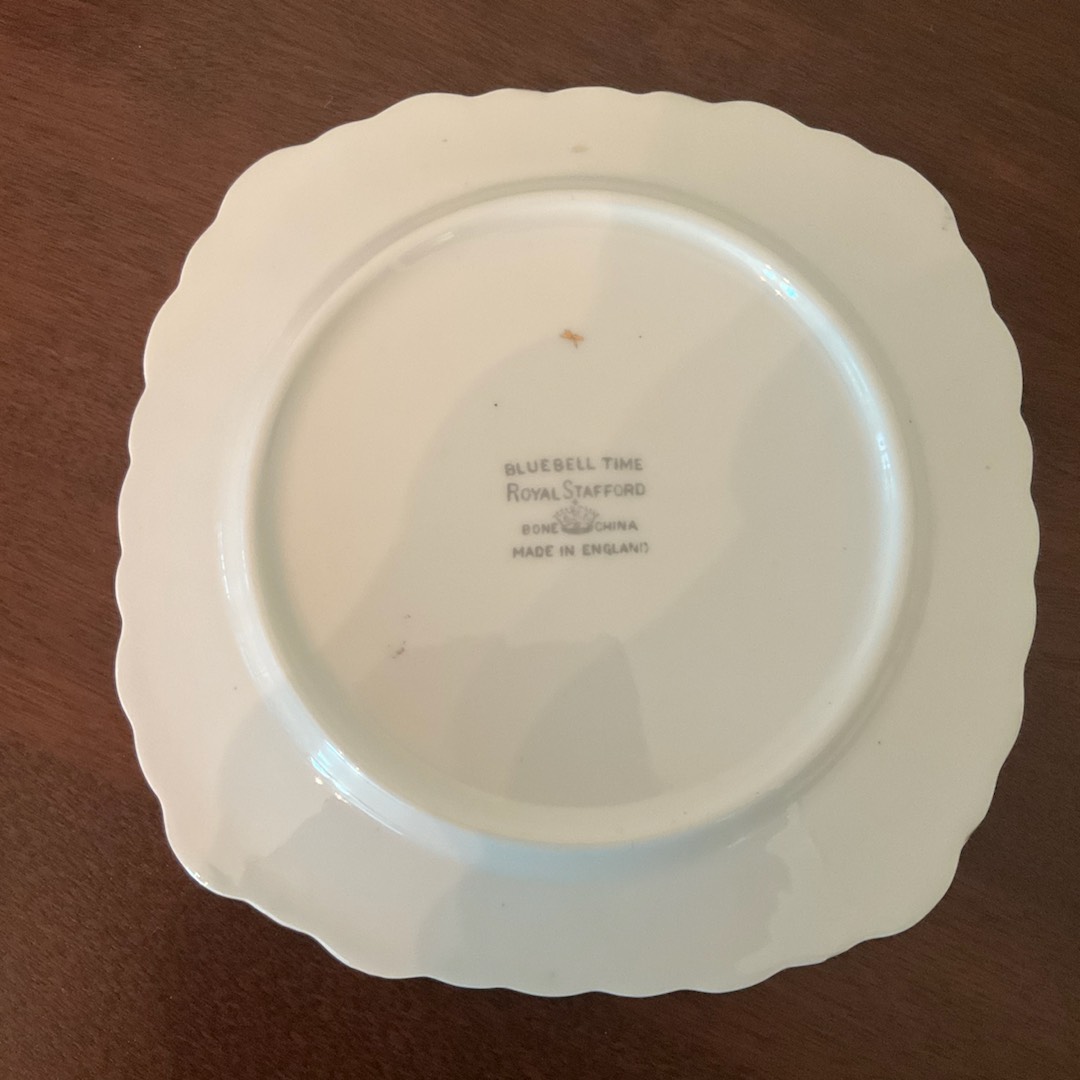 BLUEBELL TIME
ROYAL STAFFORD
BONE CHINA
MADE IN ENGLAND